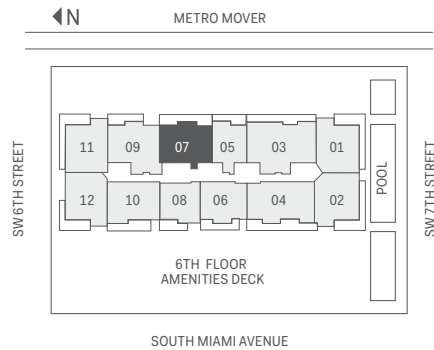 N
METRO MOVER
SW 6TH STREET
11 09 07 05 03 01
12 10 08 06 04 02
POOL
SW 7TH STREET
6TH FLOOR
AMENITIES DECK
SOUTH MIAMI AVENUE